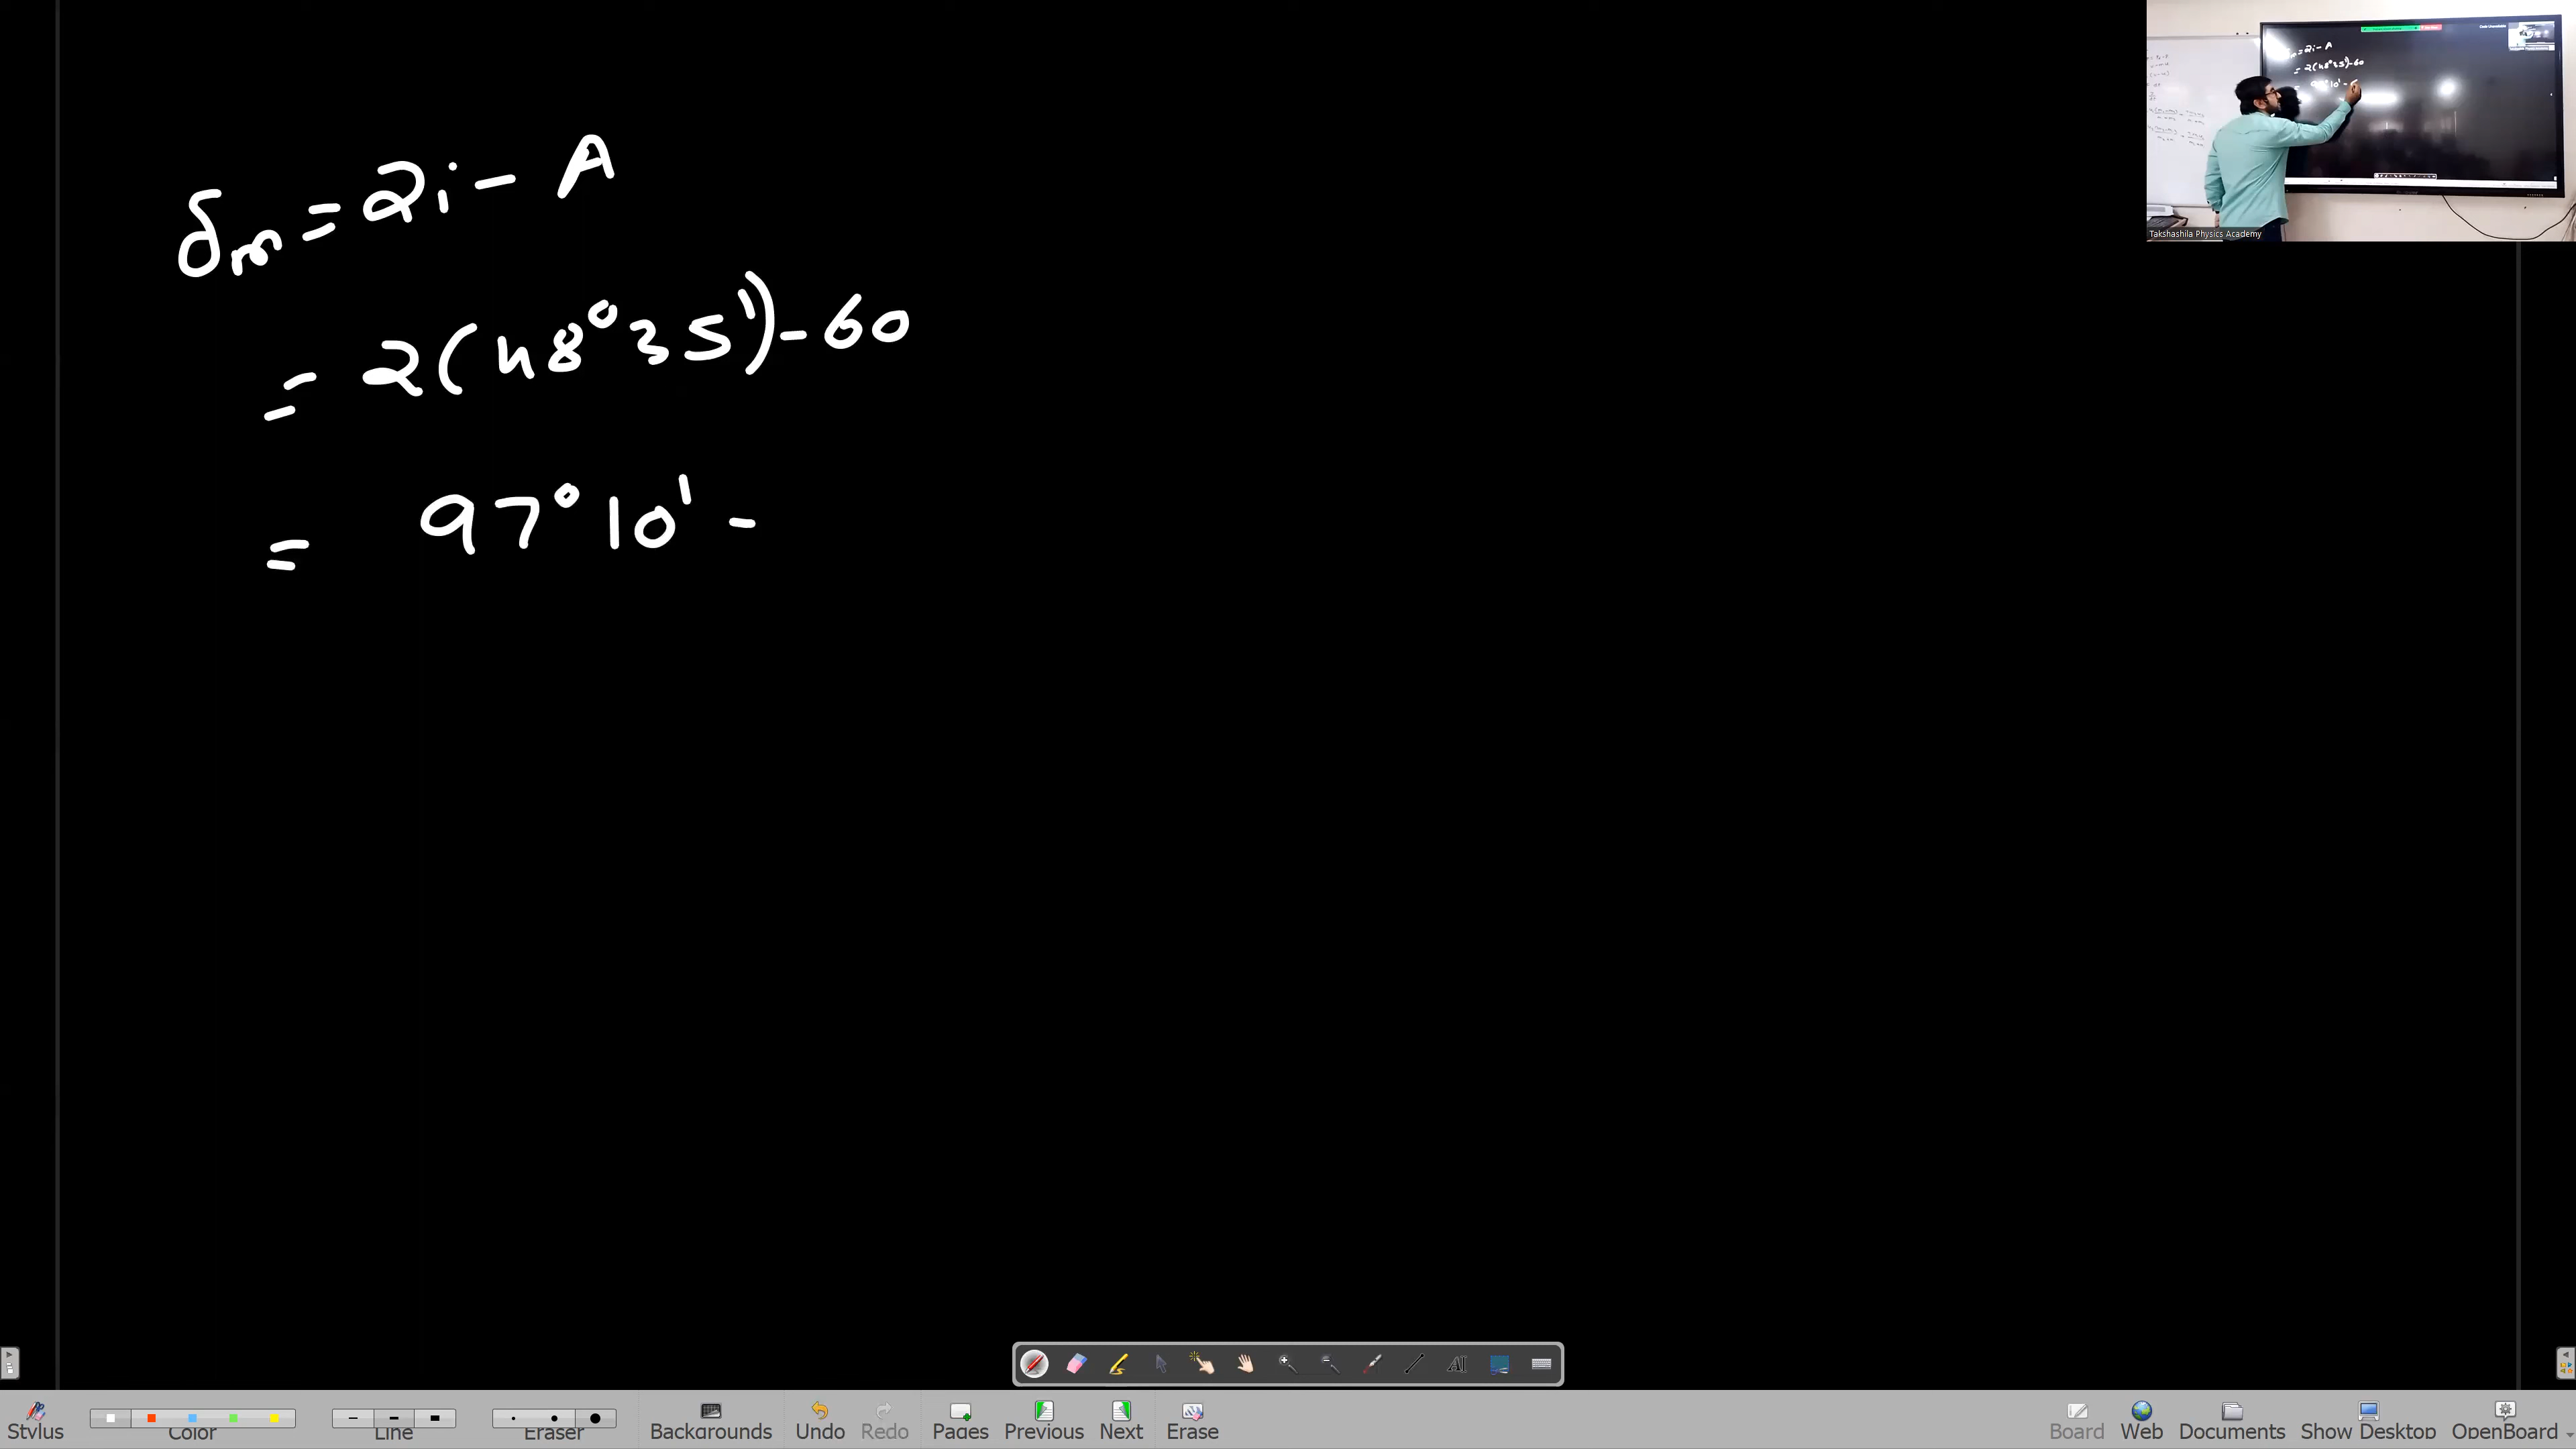 δm = 2i - A
= 2(48°35') - 60
= 97°10' -
Takshashila Physics Academy
Stylus
Color
Line
Eraser
Backgrounds
Undo
Redo
Pages
Previous
Next
Erase
Board
Web
Documents
Show Desktop
OpenBoard